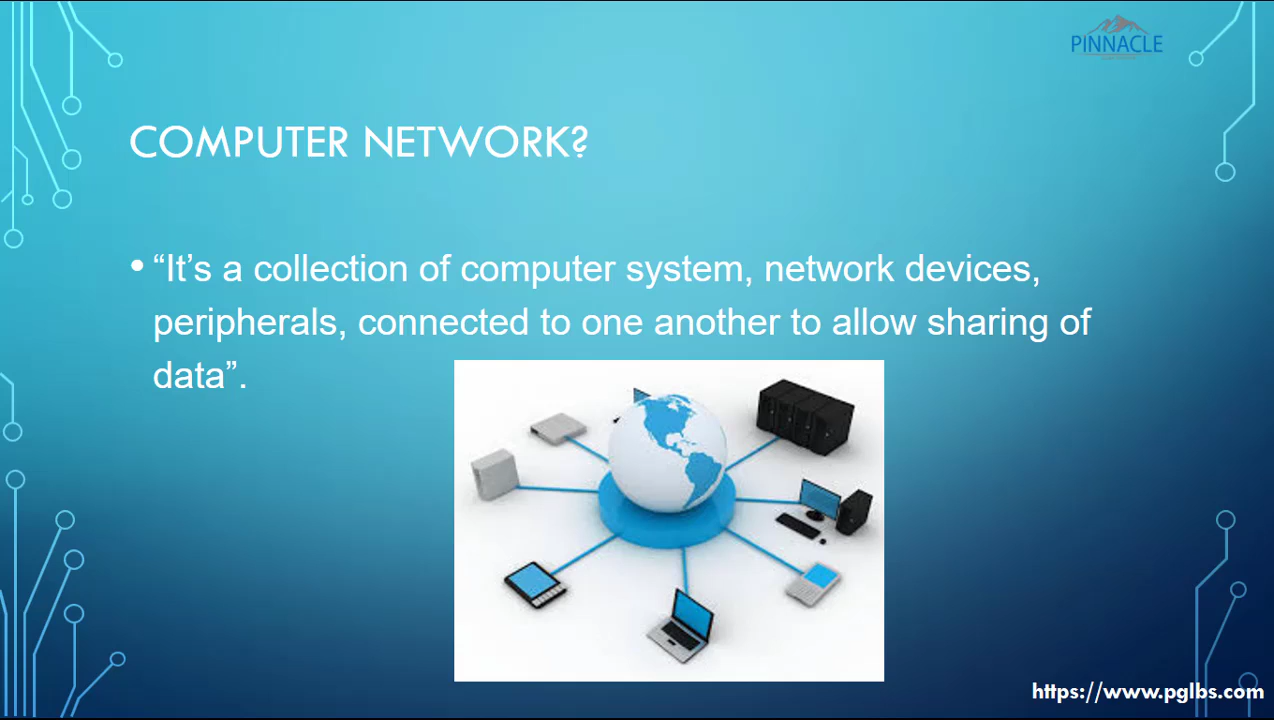 PINNACLE
COMPUTER NETWORK?
• “It’s a collection of computer system, network devices,
peripherals, connected to one another to allow sharing of
data”.
https://www.pglbs.com